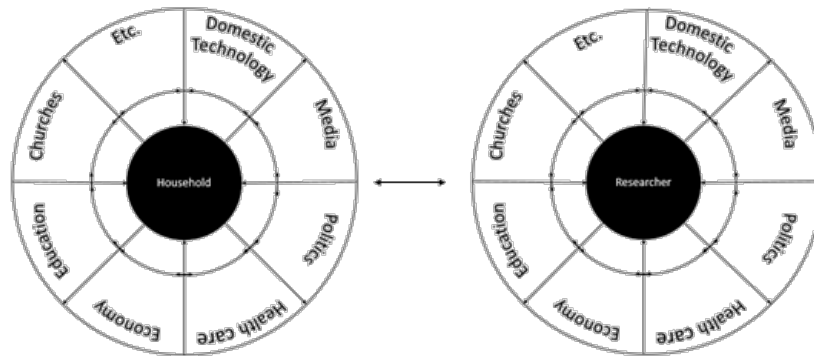 Etc.
Domestic
Technology
Media
Politics
Health care
Economy
Education
Churches
Household
Etc.
Domestic
Technology
Media
Politics
Health care
Economy
Education
Churches
Researcher